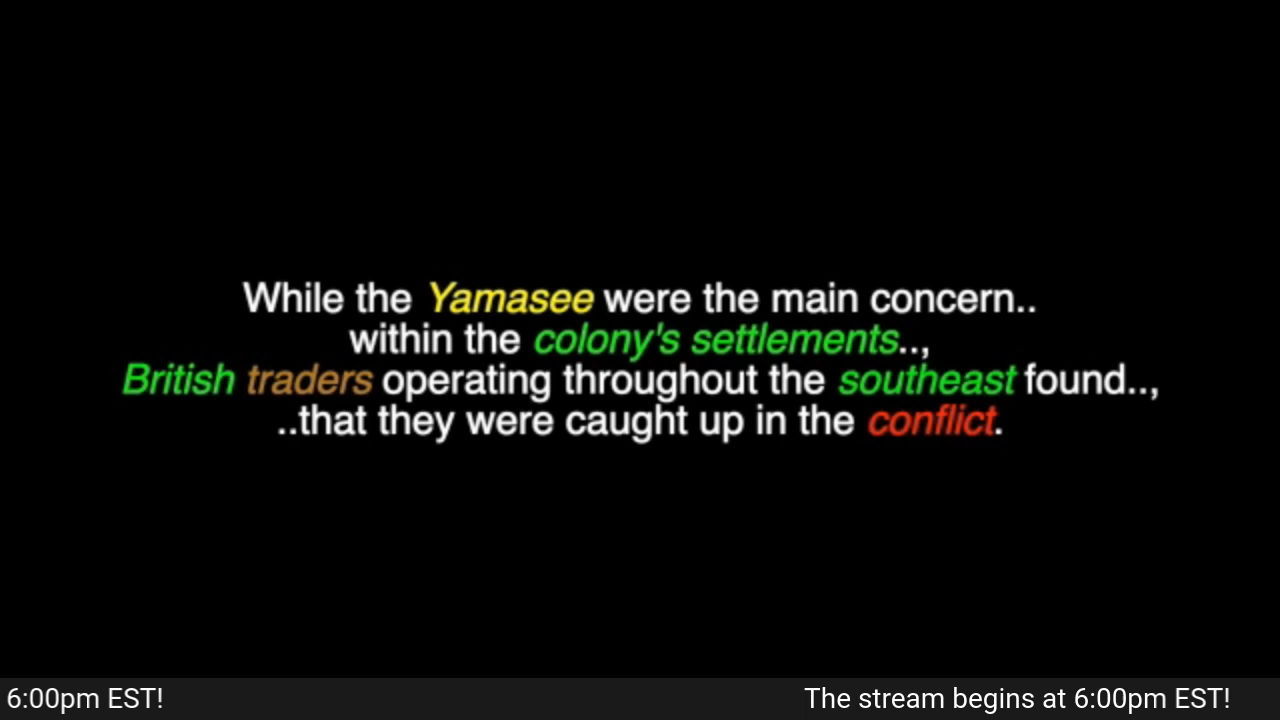 While the Yamasee were the main concern..
within the colony's settlements..,
British traders operating throughout the southeast found..,
..that they were caught up in the conflict.
6:00pm EST! The stream begins at 6:00pm EST!